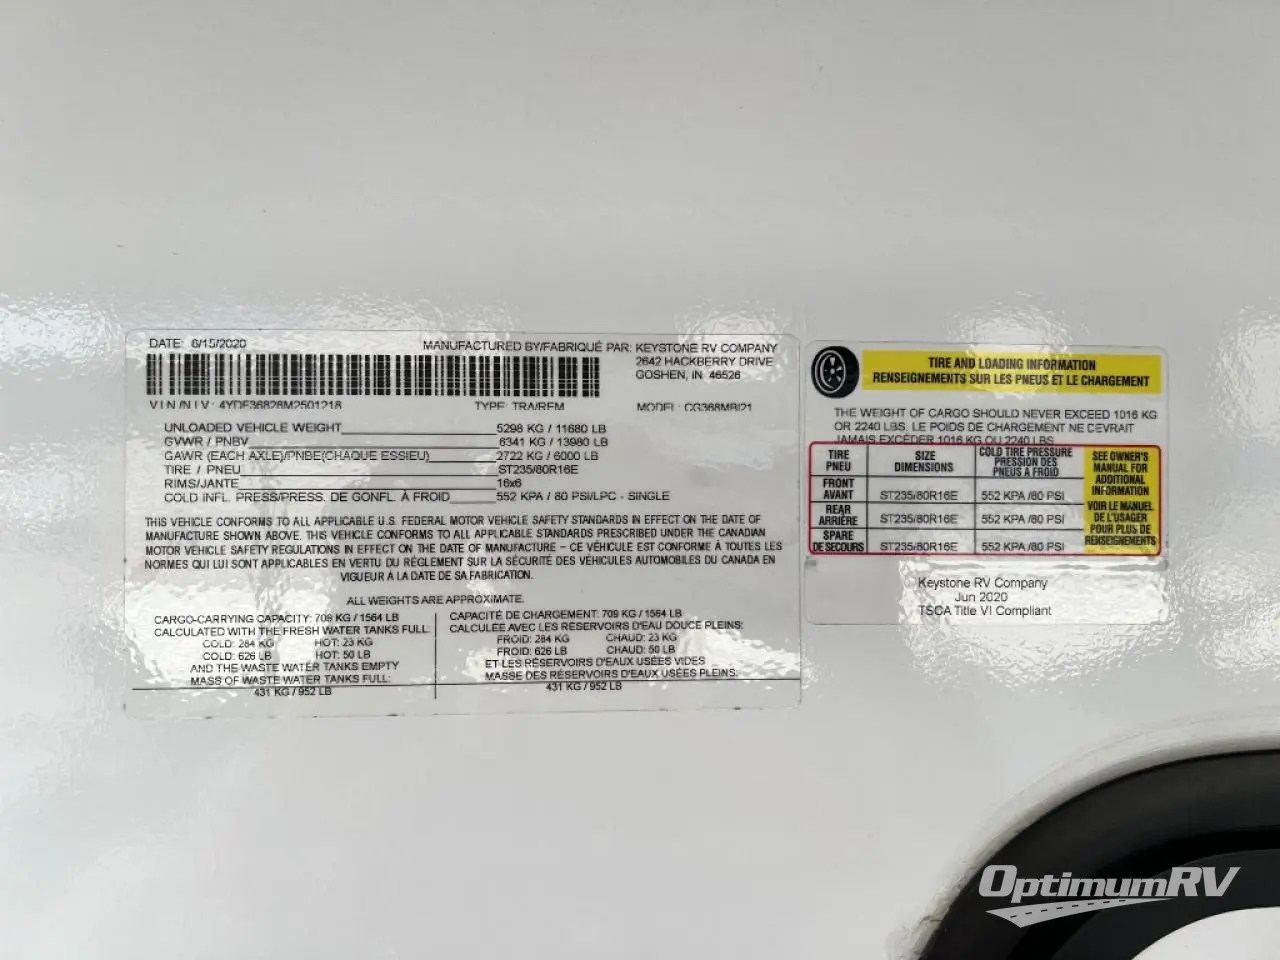 DATE: 6/15/2020
MANUFACTURED BY/FABRIQUÉ PAR: KEYSTONE RV COMPANY
2642 HACKBERRY DRIVE
GOSHEN, IN 46526
V I N /N I V : 4YDF36828M2501218 TYPE: TRA/REM MODEL: CG368MBI21
UNLOADED VEHICLE WEIGHT 5298 KG / 11680 LB
GVWR / PNBV 6341 KG / 13980 LB
GAWR (EACH AXLE)/PNBE(CHAQUE ESSIEU) 2722 KG / 6000 LB
TIRE / PNEU ST235/80R16E
RIMS/JANTE 16x6
COLD INFL. PRESS/PRESS. DE GONFL. À FROID 552 KPA / 80 PSI/LPC - SINGLE
THIS VEHICLE CONFORMS TO ALL APPLICABLE U.S. FEDERAL MOTOR VEHICLE SAFETY STANDARDS IN EFFECT ON THE DATE OF
MANUFACTURE SHOWN ABOVE. THIS VEHICLE CONFORMS TO ALL APPLICABLE STANDARDS PRESCRIBED UNDER THE CANADIAN
MOTOR VEHICLE SAFETY REGULATIONS IN EFFECT ON THE DATE OF MANUFACTURE – CE VÉHICULE EST CONFORME À TOUTES LES
NORMES QUI LUI SONT APPLICABLES EN VERTU DU RÈGLEMENT SUR LA SÉCURITÉ DES VÉHICULES AUTOMOBILES DU CANADA EN
VIGUEUR À LA DATE DE SA FABRICATION.
ALL WEIGHTS ARE APPROXIMATE.
CARGO-CARRYING CAPACITY: 709 KG / 1564 LB
CALCULATED WITH THE FRESH WATER TANKS FULL:
COLD: 284 KG HOT: 23 KG
COLD: 626 LB HOT: 50 LB
AND THE WASTE WATER TANKS EMPTY
MASS OF WASTE WATER TANKS FULL:
431 KG / 952 LB
CAPACITÉ DE CHARGEMENT: 709 KG / 1564 LB
CALCULÉE AVEC LES RÉSERVOIRS D'EAU DOUCE PLEINS:
FROID: 284 KG CHAUD: 23 KG
FROID: 626 LB CHAUD: 50 LB
ET LES RÉSERVOIRS D'EAUX USÉES VIDES
MASSE DES RÉSERVOIRS D'EAUX USÉES PLEINS:
431 KG / 952 LB
TIRE AND LOADING INFORMATION
RENSEIGNEMENTS SUR LES PNEUS ET LE CHARGEMENT
THE WEIGHT OF CARGO SHOULD NEVER EXCEED 1016 KG
OR 2240 LBS. LE POIDS DE CHARGEMENT NE DEVRAIT
JAMAIS EXCÉDER 1016 KG OU 2240 LBS
TIRE
PNEU
SIZE
DIMENSIONS
COLD TIRE PRESSURE
PRESSION DES
PNEUS A FROID
FRONT
AVANT
ST235/80R16E 552 KPA /80 PSI
REAR
ARRIÈRE
ST235/80R16E 552 KPA /80 PSI
SPARE
DE SECOURS
ST235/80R16E 552 KPA /80 PSI
SEE OWNER'S
MANUAL FOR
ADDITIONAL
INFORMATION
VOIR LE MANUEL
DE L'USAGER
POUR PLUS DE
RENSEIGNEMENTS
Keystone RV Company
Jun 2020
TSCA Title VI Compliant
OptimumRV